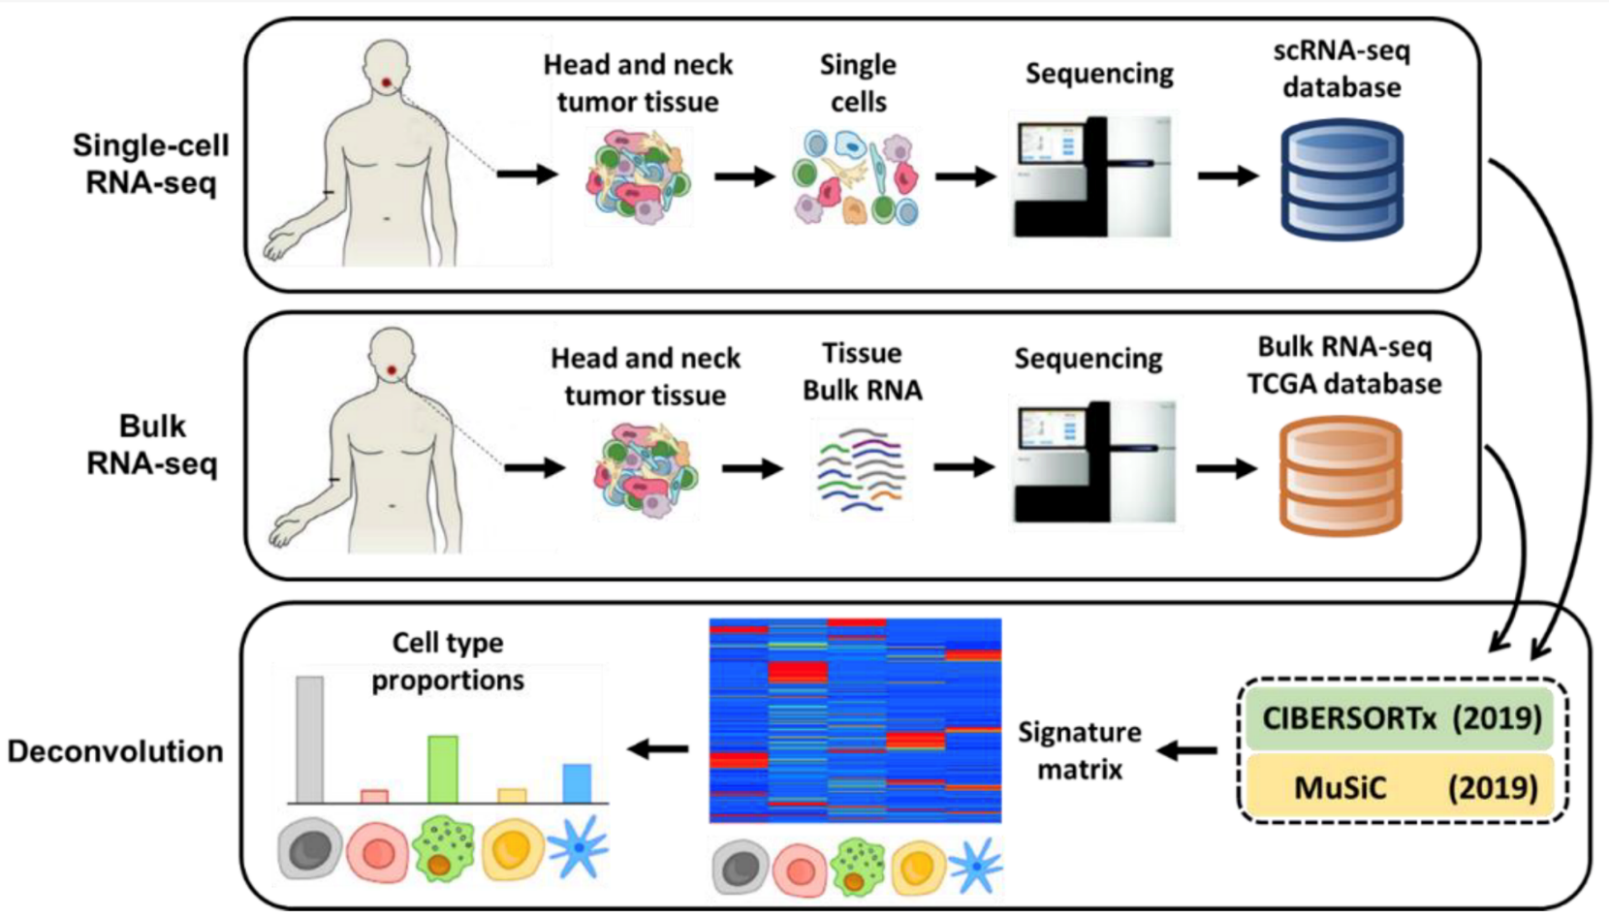 Single-cell
RNA-seq
Head and neck
tumor tissue
Single
cells
Sequencing
scRNA-seq
database
Bulk
RNA-seq
Head and neck
tumor tissue
Tissue
Bulk RNA
Sequencing
Bulk RNA-seq
TCGA database
Deconvolution
Cell type
proportions
Signature
matrix
CIBERSORTx (2019)
MuSiC (2019)